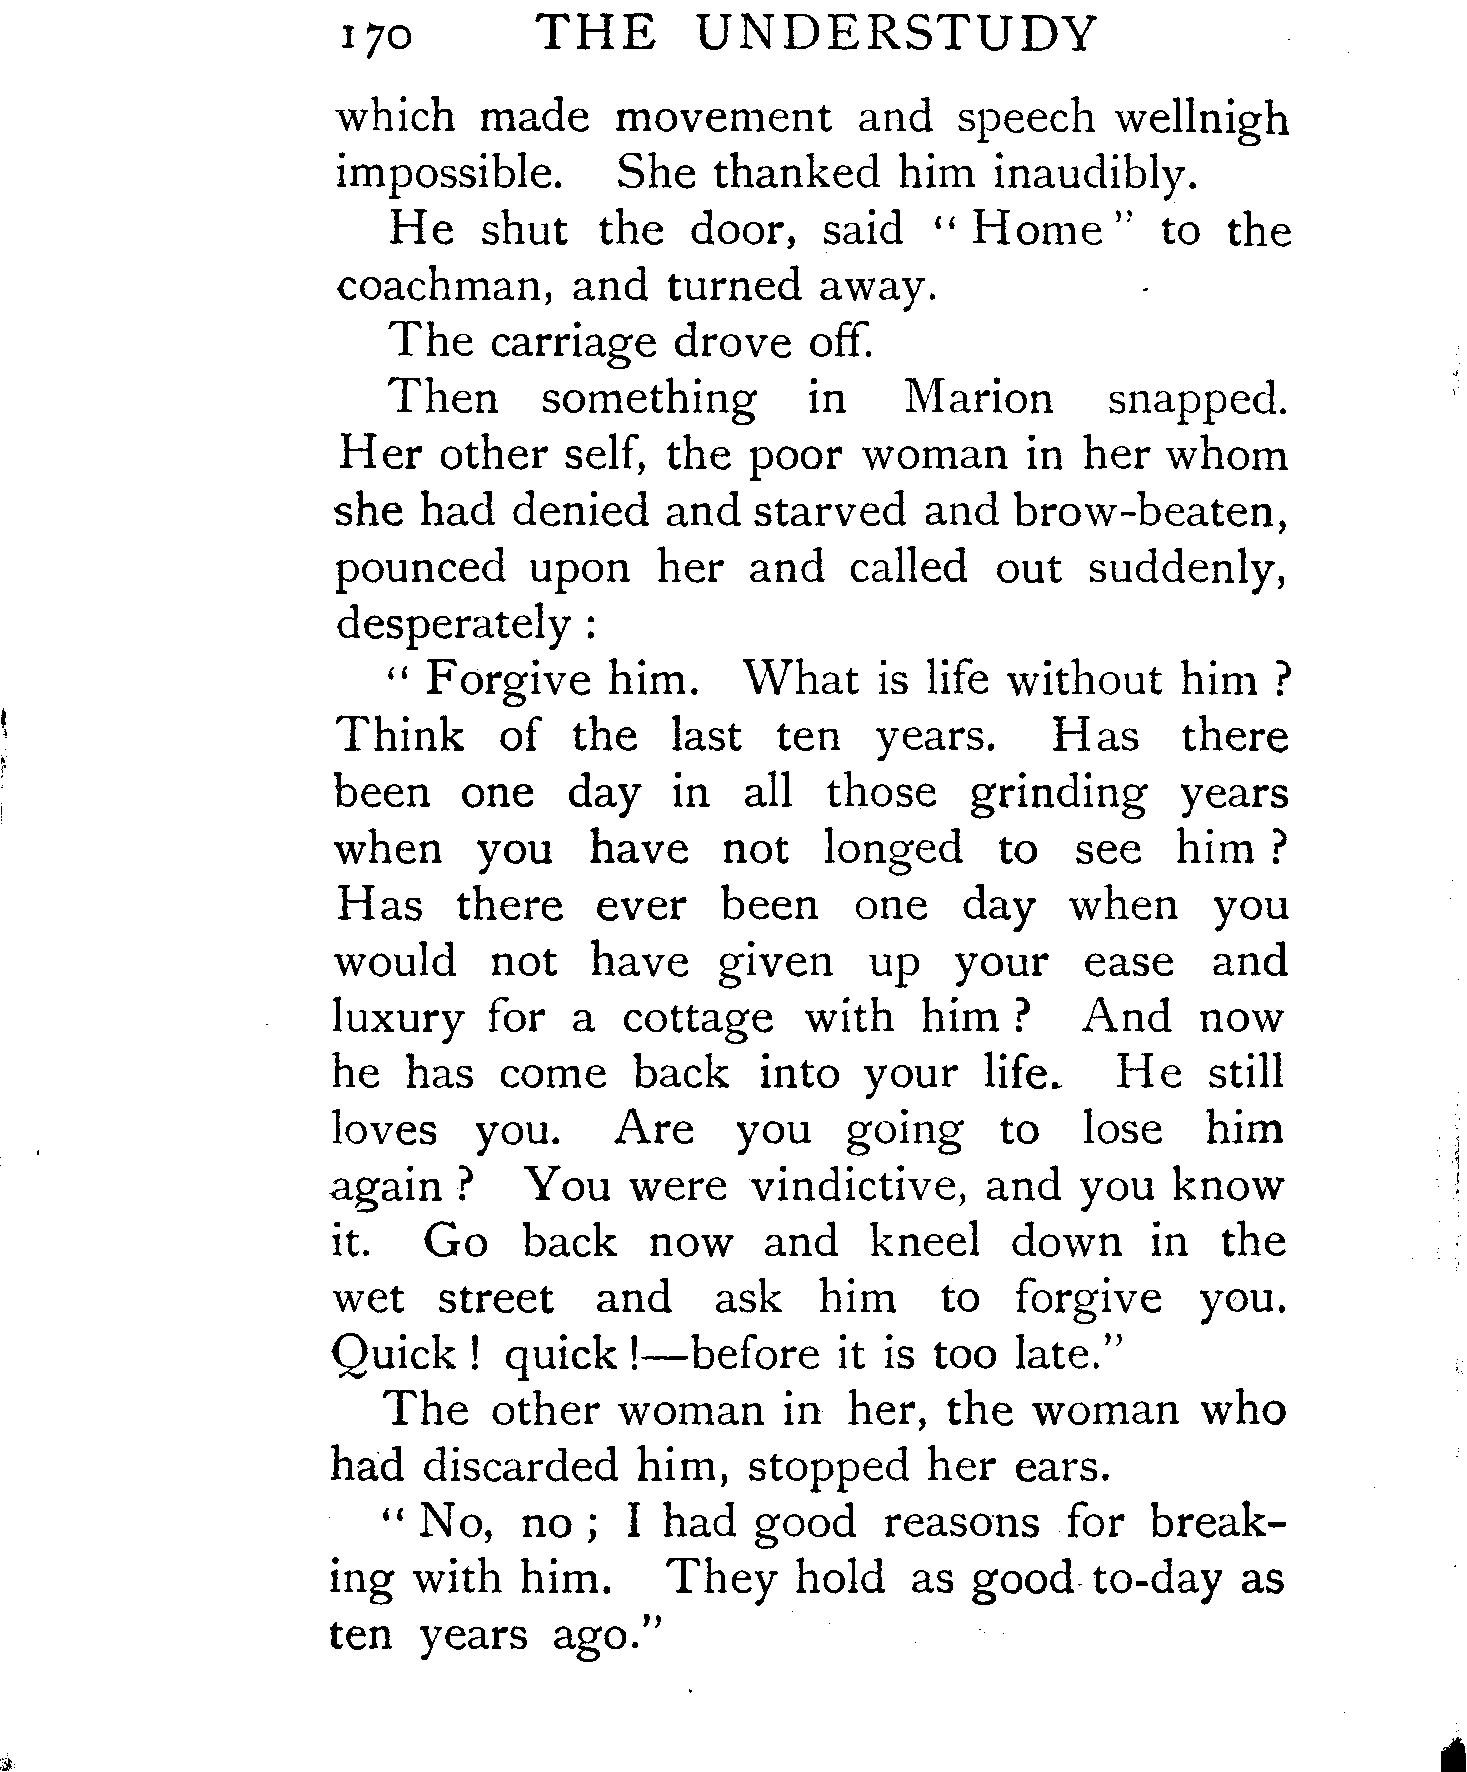 170 THE UNDERSTUDY
which made movement and speech wellnigh
impossible. She thanked him inaudibly.
He shut the door, said " Home " to the
coachman, and turned away.
The carriage drove off.
Then something in Marion snapped.
Her other self, the poor woman in her whom
she had denied and starved and brow-beaten,
pounced upon her and called out suddenly,
desperately :
" Forgive him. What is life without him ?
Think of the last ten years. Has there
been one day in all those grinding years
when you have not longed to see him ?
Has there ever been one day when you
would not have given up your ease and
luxury for a cottage with him ? And now
he has come back into your life. He still
loves you. Are you going to lose him
again ? You were vindictive, and you know
it. Go back now and kneel down in the
wet street and ask him to forgive you.
Quick ! quick !—before it is too late."
The other woman in her, the woman who
had discarded him, stopped her ears.
" No, no ; I had good reasons for break-
ing with him. They hold as good to-day as
ten years ago."